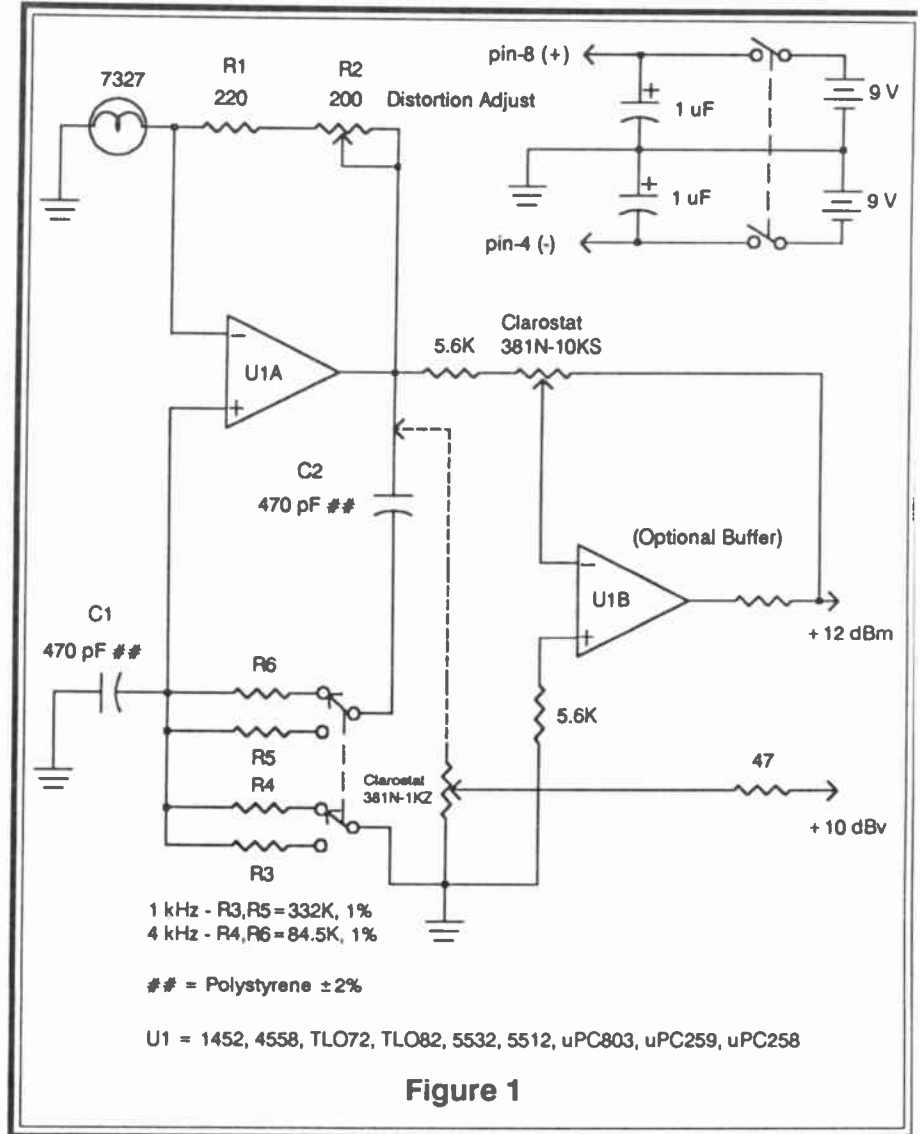 7327
R1
220
R2
200 Distortion Adjust
pin-8 (+)
+
1 uF
9 V
+
1 uF
9 V
pin-4 (-)
Clarostat
381N-10KS
5.6K
−
U1A
+
C2
470 pF ##
(Optional Buffer)
−
U1B
+
+12 dBm
C1
470 pF ##
R6
R5
R4
R3
Clarostat
381N-1KZ
5.6K
47
+10 dBv
1 kHz - R3,R5=332K, 1%
4 kHz - R4,R6=84.5K, 1%
## = Polystyrene ±2%
U1 = 1452, 4558, TLO72, TLO82, 5532, 5512, uPC803, uPC259, uPC258
Figure 1